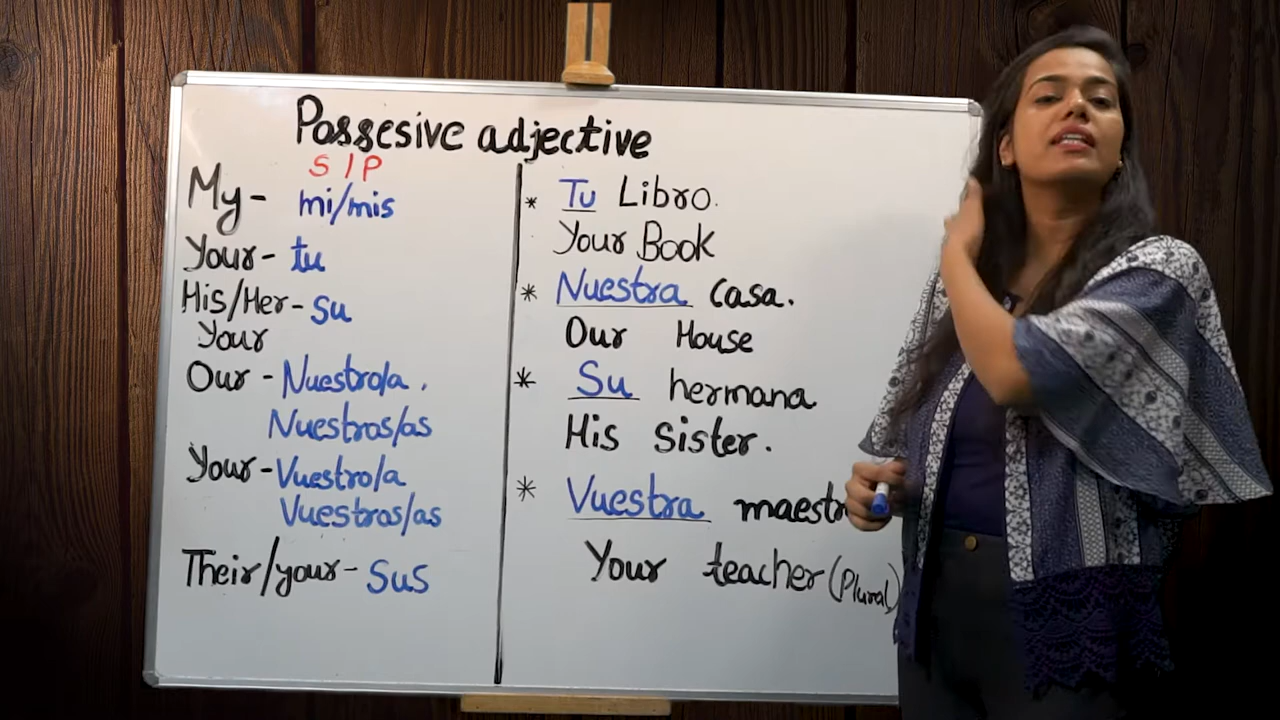 Possesive adjective
S / P
My - mi/mis
Your - tu
His/Her - su
Your
Our - Nuestro/a.
Nuestros/as
Your - Vuestro/a
Vuestros/as
Their/your - sus
* Tu Libro.
Your Book
* Nuestra casa.
Our House
* Su hermana
His sister.
* Vuestra
Your teacher (Plural)